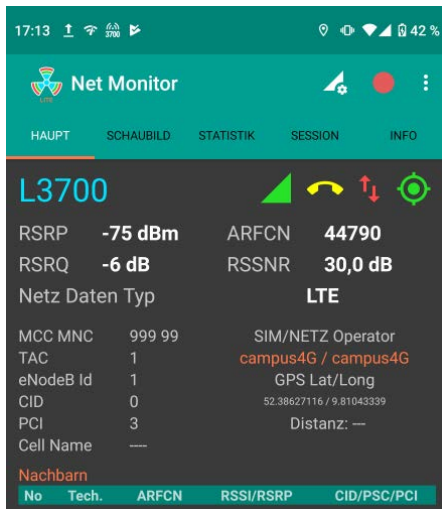 17:13 3700 42 %
LITE Net Monitor
HAUPT SCHAUBILD STATISTIK SESSION INFO
L3700
RSRP -75 dBm ARFCN 44790
RSRQ -6 dB RSSNR 30,0 dB
Netz Daten Typ LTE
MCC MNC 999 99 SIM/NETZ Operator
TAC 1 campus4G / campus4G
eNodeB Id 1 GPS Lat/Long
CID 0 52.38627116 / 9.81043339
PCI 3 Distanz: ---
Cell Name ----
Nachbarn
No Tech. ARFCN RSSI/RSRP CID/PSC/PCI